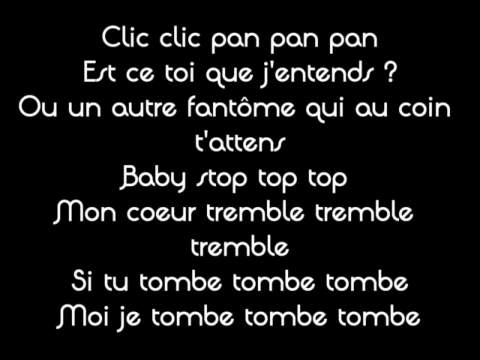 Clic clic pan pan pan
Est ce toi que j'entends ?
Ou un autre fantôme qui au coin
t'attens
Baby stop top top
Mon coeur tremble tremble
tremble
Si tu tombe tombe tombe
Moi je tombe tombe tombe